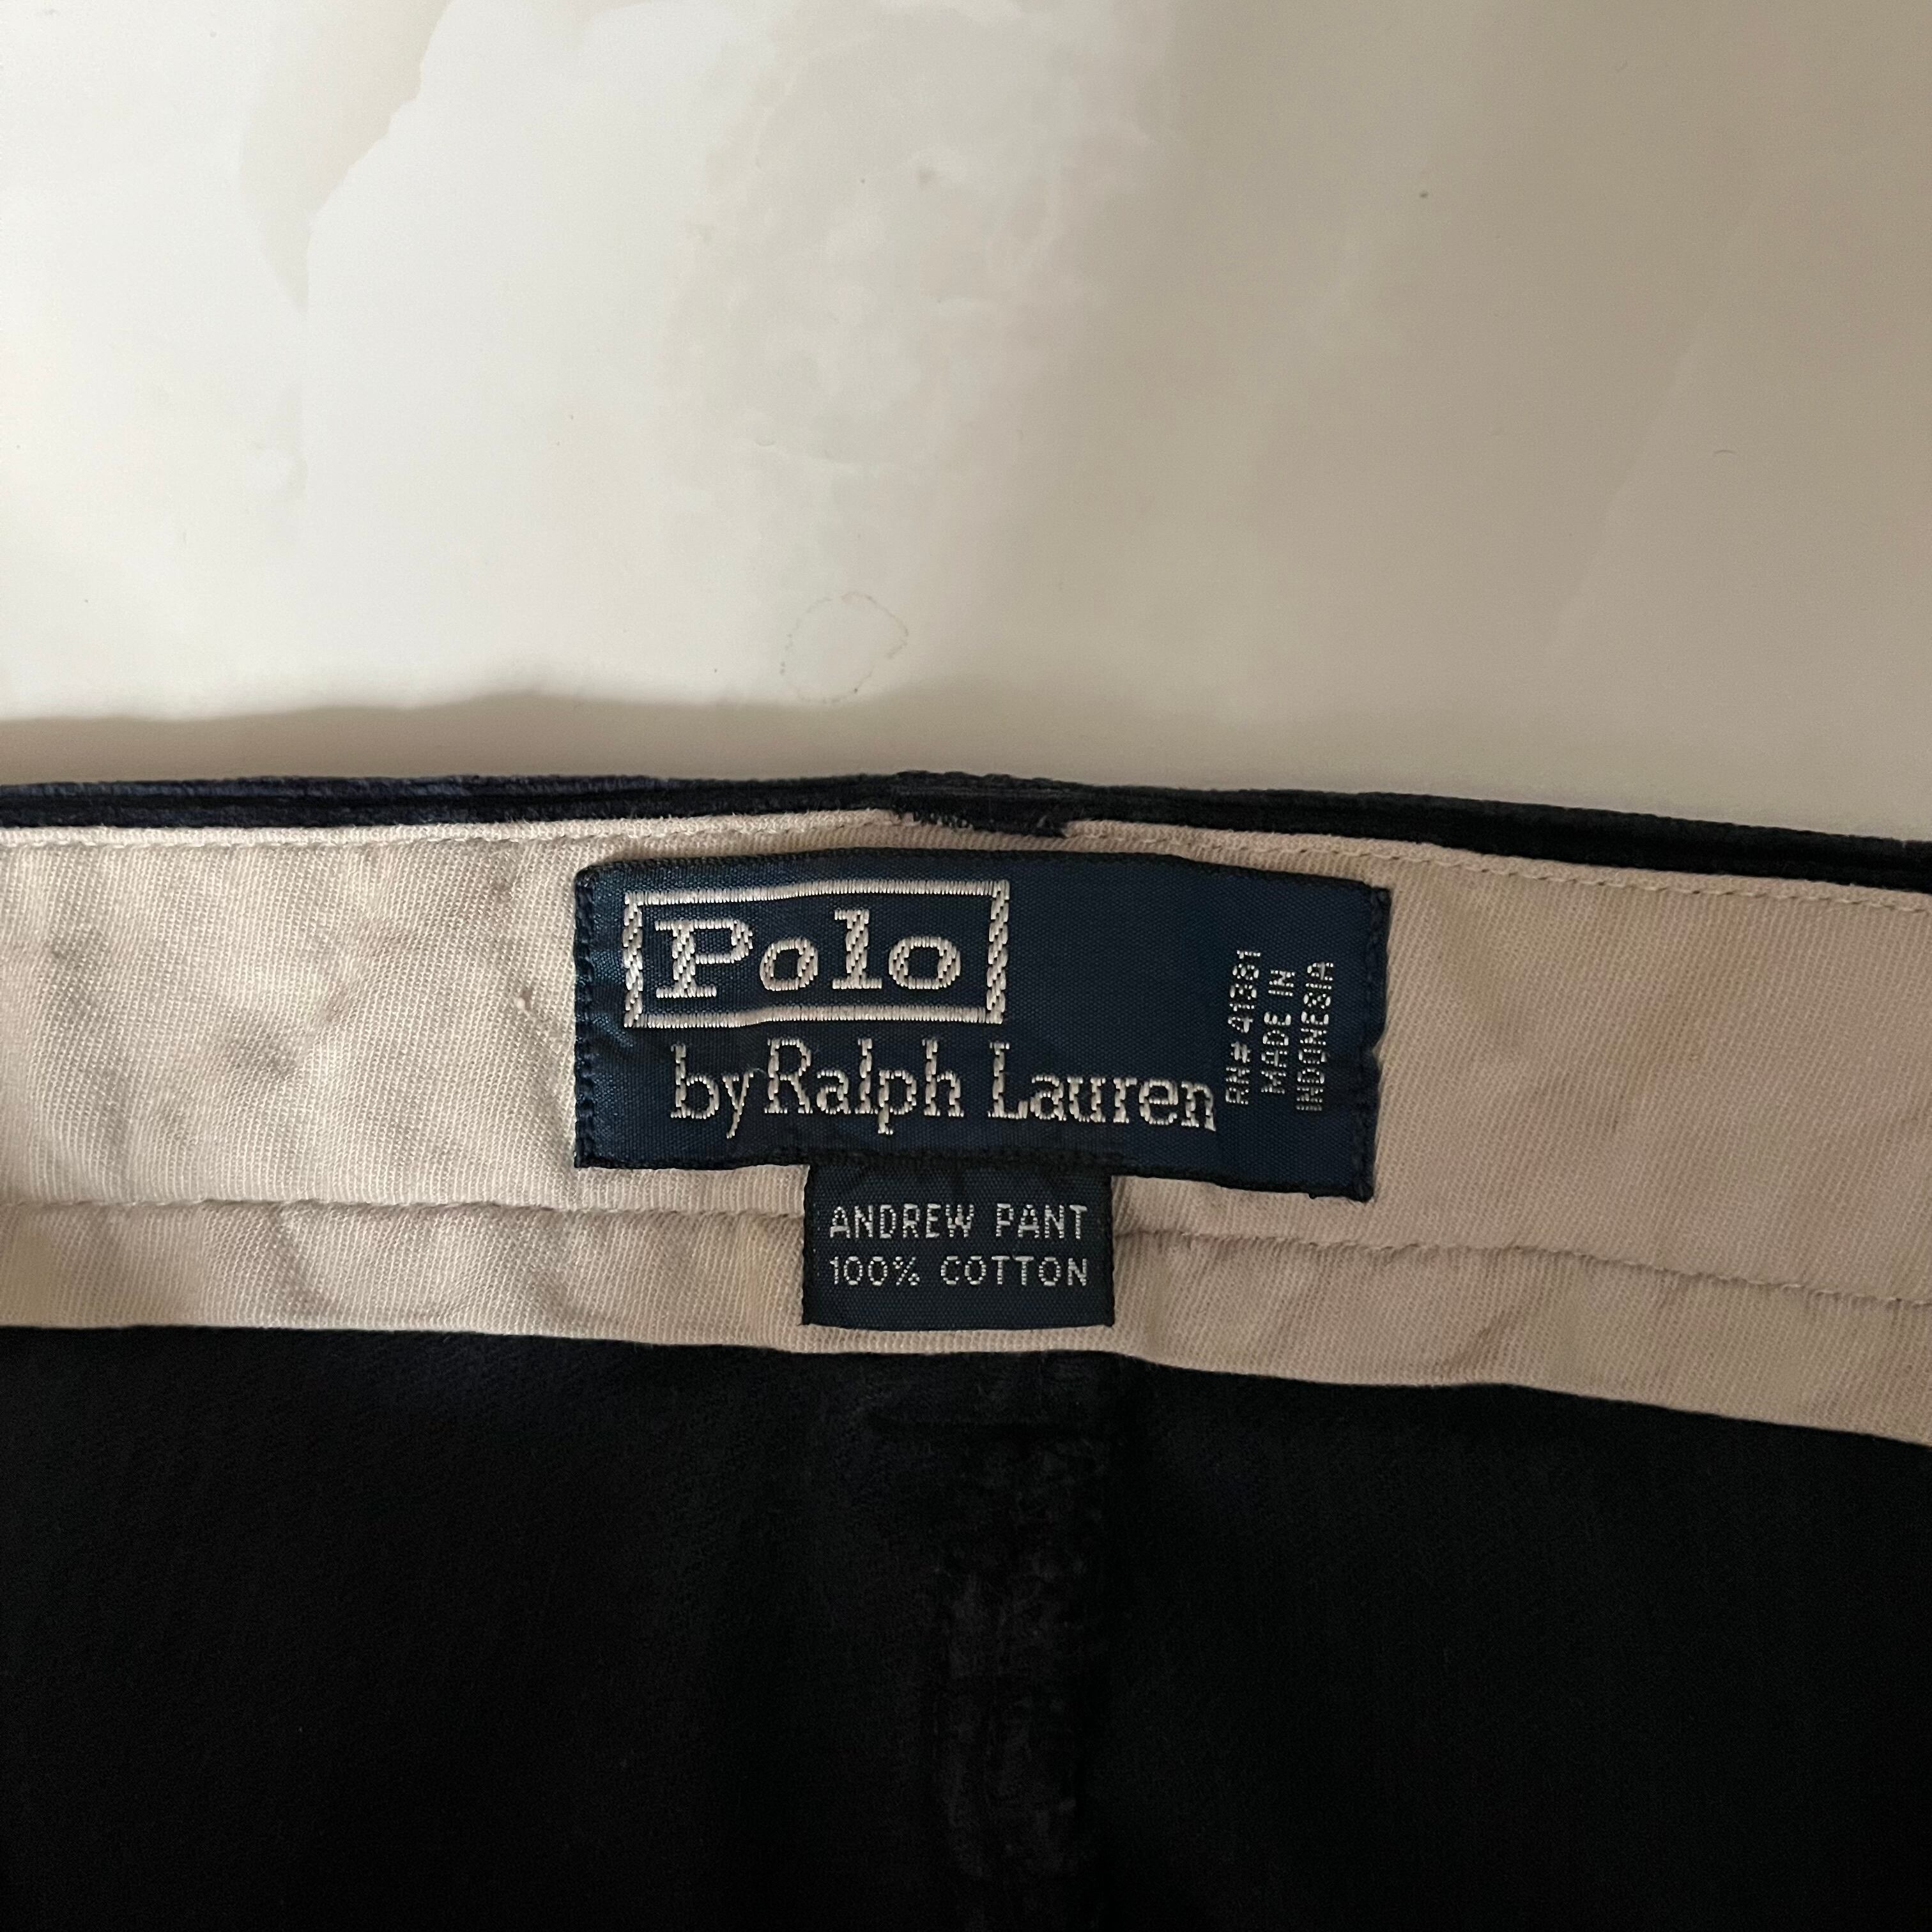 Polo
by Ralph Lauren
RN# 41381
MADE IN
INDONESIA
ANDREW PANT
100% COTTON